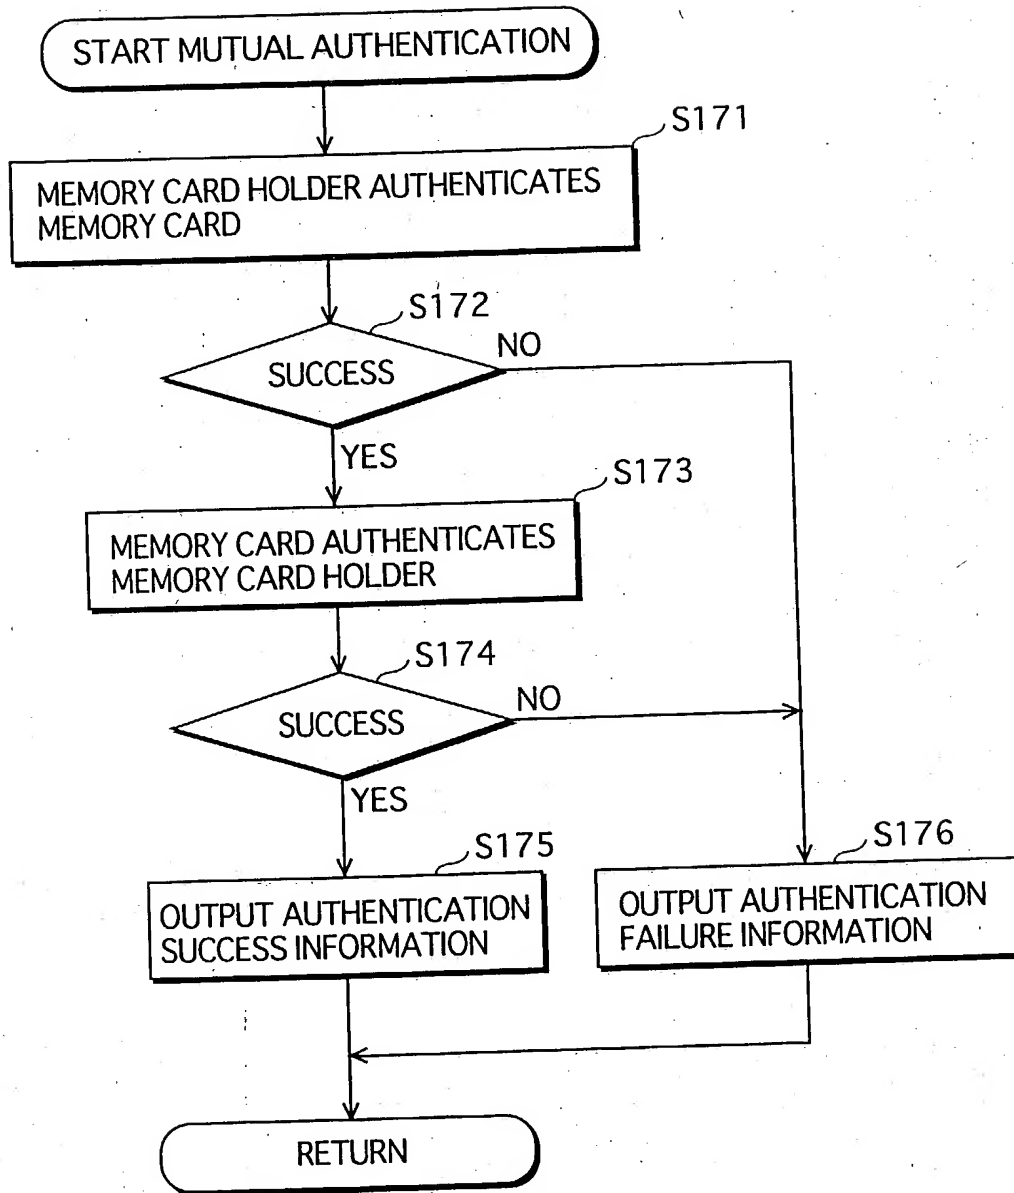 START MUTUAL AUTHENTICATION
S171
MEMORY CARD HOLDER AUTHENTICATES
MEMORY CARD
S172
SUCCESS
NO
YES
S173
MEMORY CARD AUTHENTICATES
MEMORY CARD HOLDER
S174
SUCCESS
NO
YES
S175
OUTPUT AUTHENTICATION
SUCCESS INFORMATION
S176
OUTPUT AUTHENTICATION
FAILURE INFORMATION
RETURN